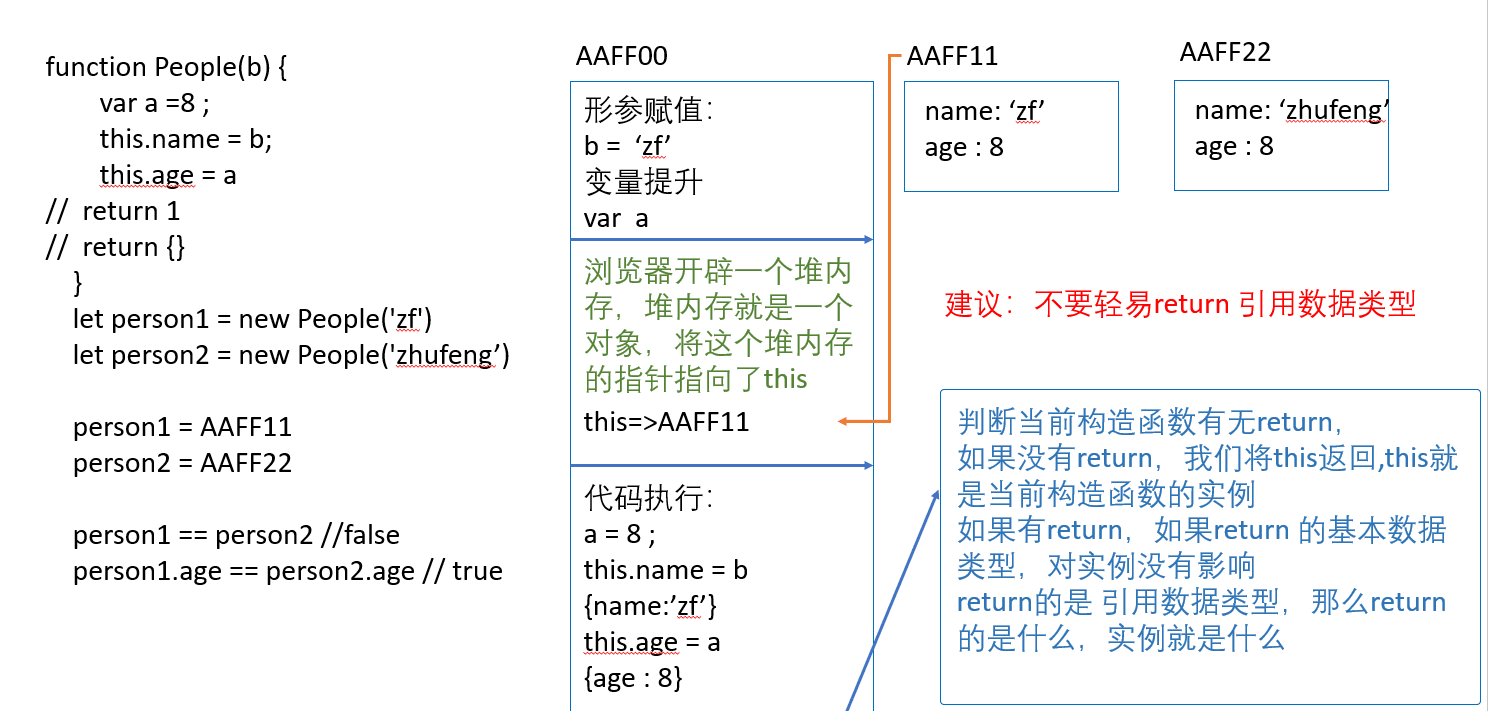 function People(b) {
var a =8 ;
this.name = b;
this.age = a
// return 1
// return {}
}
let person1 = new People('zf')
let person2 = new People('zhufeng’)
person1 = AAFF11
person2 = AAFF22
person1 == person2 //false
person1.age == person2.age // true
AAFF00
形参赋值：
b = ‘zf’
变量提升
var a
浏览器开辟一个堆内
存，堆内存就是一个
对象，将这个堆内存
的指针指向了this
this=>AAFF11
代码执行：
a = 8 ;
this.name = b
{name:’zf’}
this.age = a
{age : 8}
AAFF11
name: ‘zf’
age : 8
AAFF22
name: ‘zhufeng’
age : 8
建议：不要轻易return 引用数据类型
判断当前构造函数有无return，
如果没有return，我们将this返回,this就
是当前构造函数的实例
如果有return，如果return 的基本数据
类型，对实例没有影响
return的是 引用数据类型，那么return
的是什么，实例就是什么